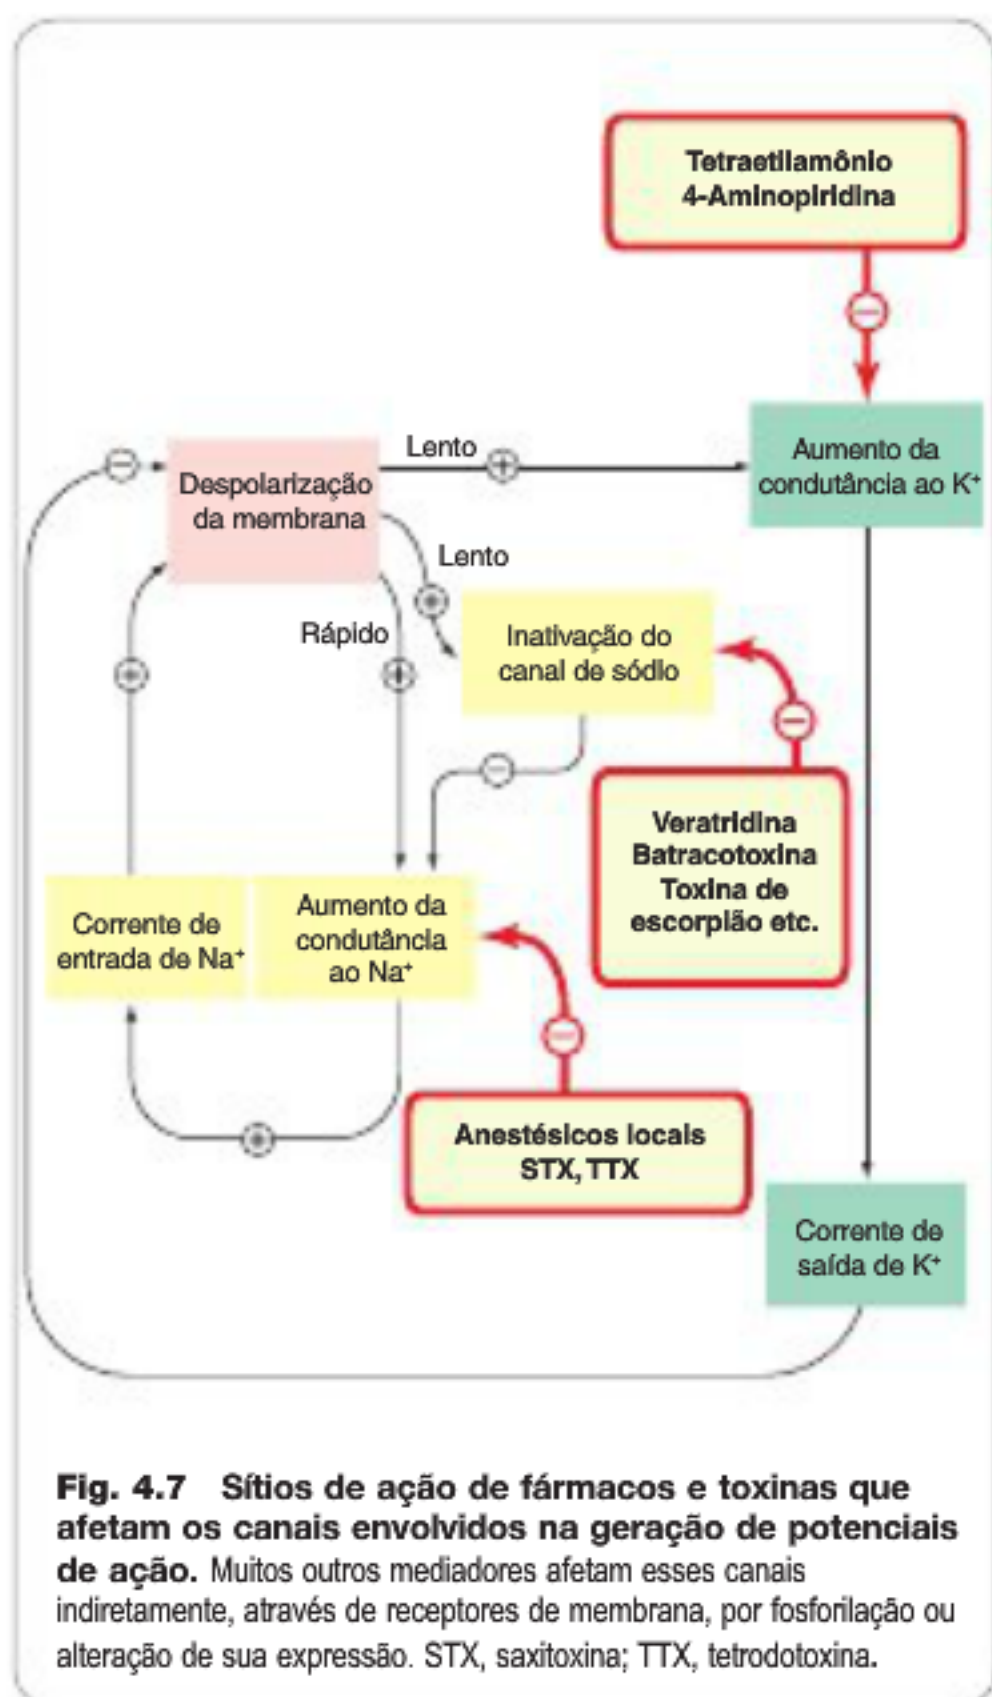 Tetraetilamônio
4-Aminopiridina
Aumento da
condutância ao K⁺
Lento
Despolarização
da membrana
Lento
Rápido
Inativação do
canal de sódio
Veratridina
Batracotoxina
Toxina de
escorpião etc.
Corrente de
entrada de Na⁺
Aumento da
condutância
ao Na⁺
Anestésicos locais
STX, TTX
Corrente de
saída de K⁺
Fig. 4.7 Sítios de ação de fármacos e toxinas que
afetam os canais envolvidos na geração de potenciais
de ação. Muitos outros mediadores afetam esses canais
indiretamente, através de receptores de membrana, por fosforilação ou
alteração de sua expressão. STX, saxitoxina; TTX, tetrodotoxina.